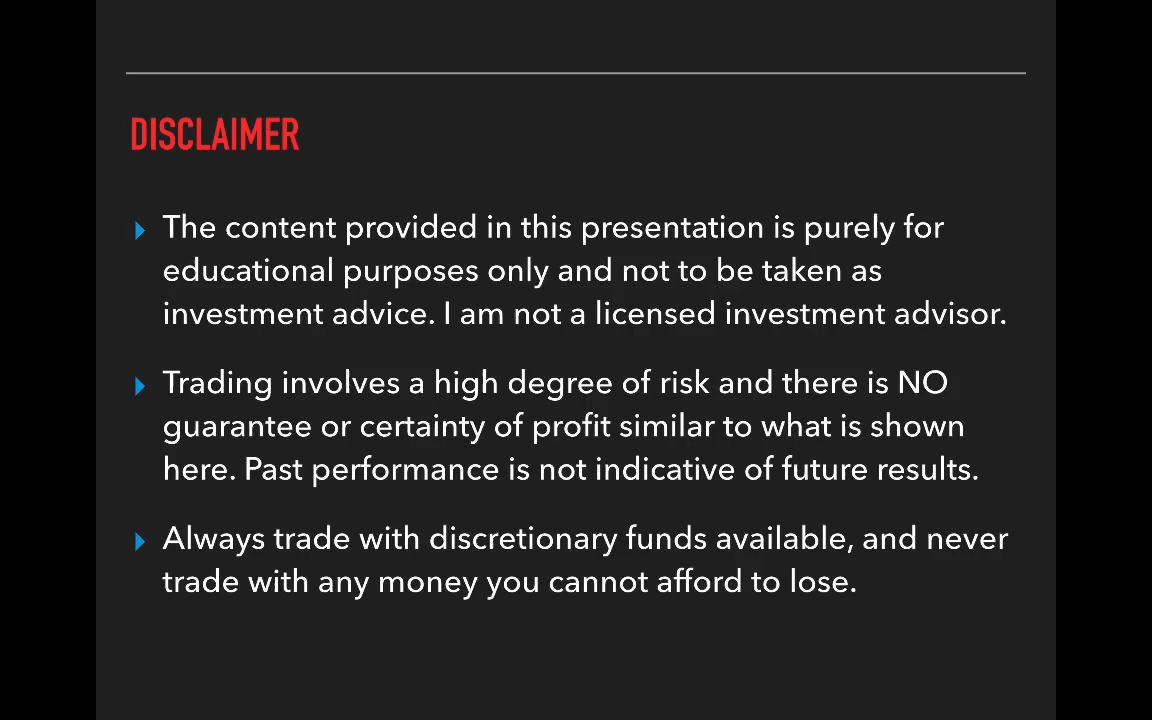 DISCLAIMER
The content provided in this presentation is purely for
educational purposes only and not to be taken as
investment advice. I am not a licensed investment advisor.
Trading involves a high degree of risk and there is NO
guarantee or certainty of profit similar to what is shown
here. Past performance is not indicative of future results.
Always trade with discretionary funds available, and never
trade with any money you cannot afford to lose.